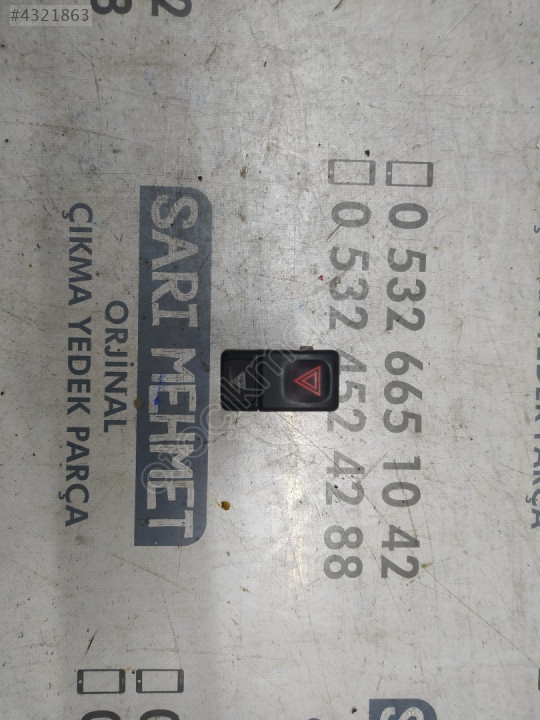 #4321863
SARI MEHMET
ORJİNAL
ÇIKMA YEDEK PARÇA
0 532 665 10 42
0 532 452 42 88